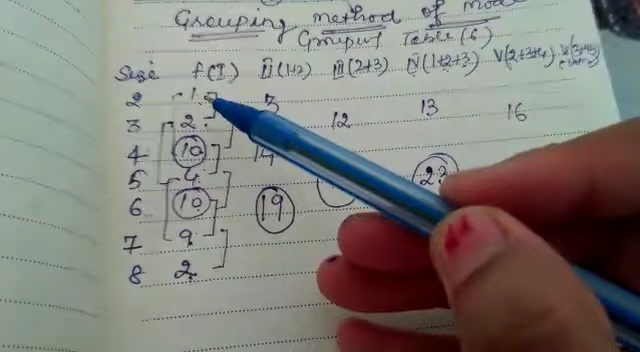 Grouping method of Mode
Grouping Table (6)
Size f(I) II(1+2) III(2+3) IV(1+2+3) V(2+3+4)
2 1 3
3 2 12 13 16
4 10 14
5 4
6 10 19
7 9
8 2